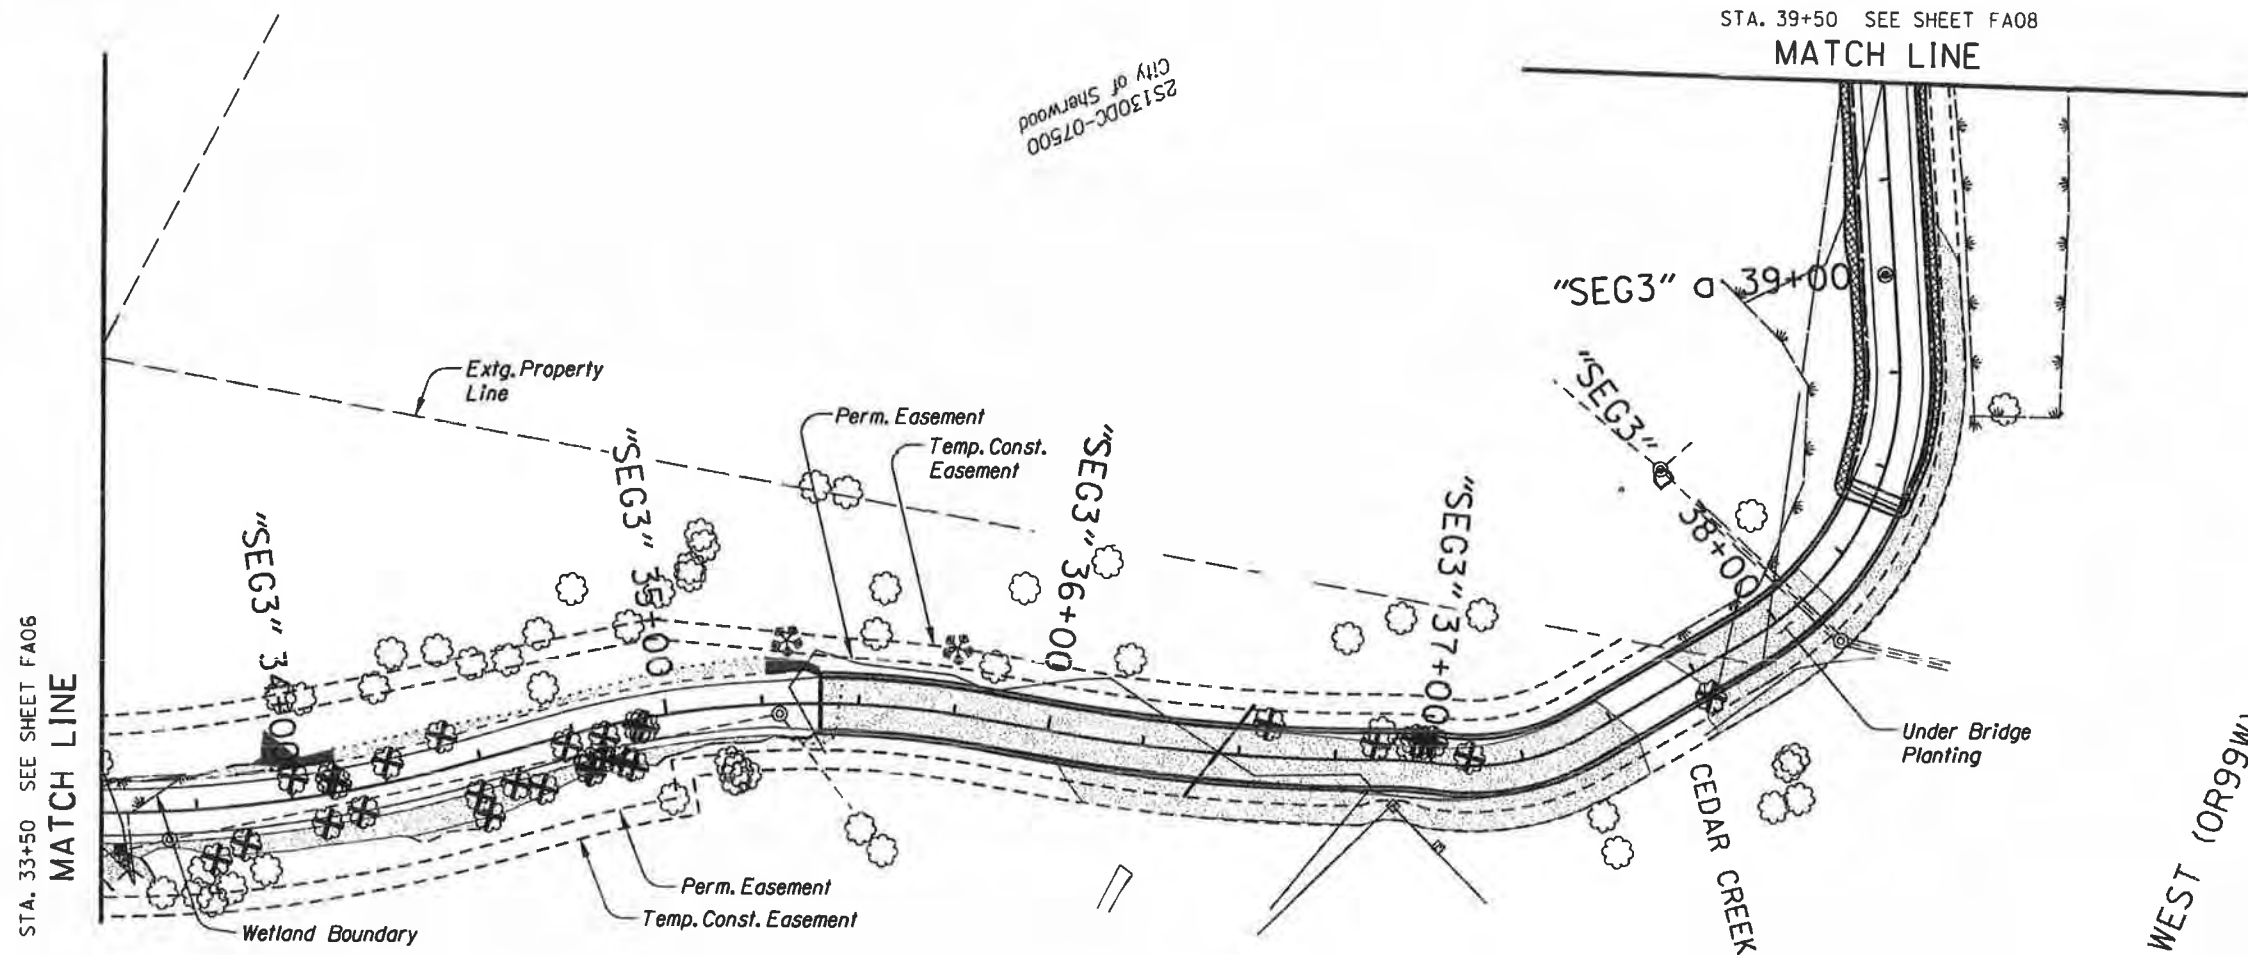 STA. 39+50 SEE SHEET FA08
MATCH LINE
2S130DC-07500
City of Sherwood
"SEG3" a 39+00
Extg. Property
Line
Perm. Easement
Temp. Const.
Easement
"SEG3" 34+00
"SEG3" 35+00
"SEG3" 36+00
"SEG3" 37+00
"SEG3" 38+00
STA. 33+50 SEE SHEET FA06
MATCH LINE
Under Bridge
Planting
CEDAR CREEK
WEST (OR99W)
Perm. Easement
Temp. Const. Easement
Wetland Boundary